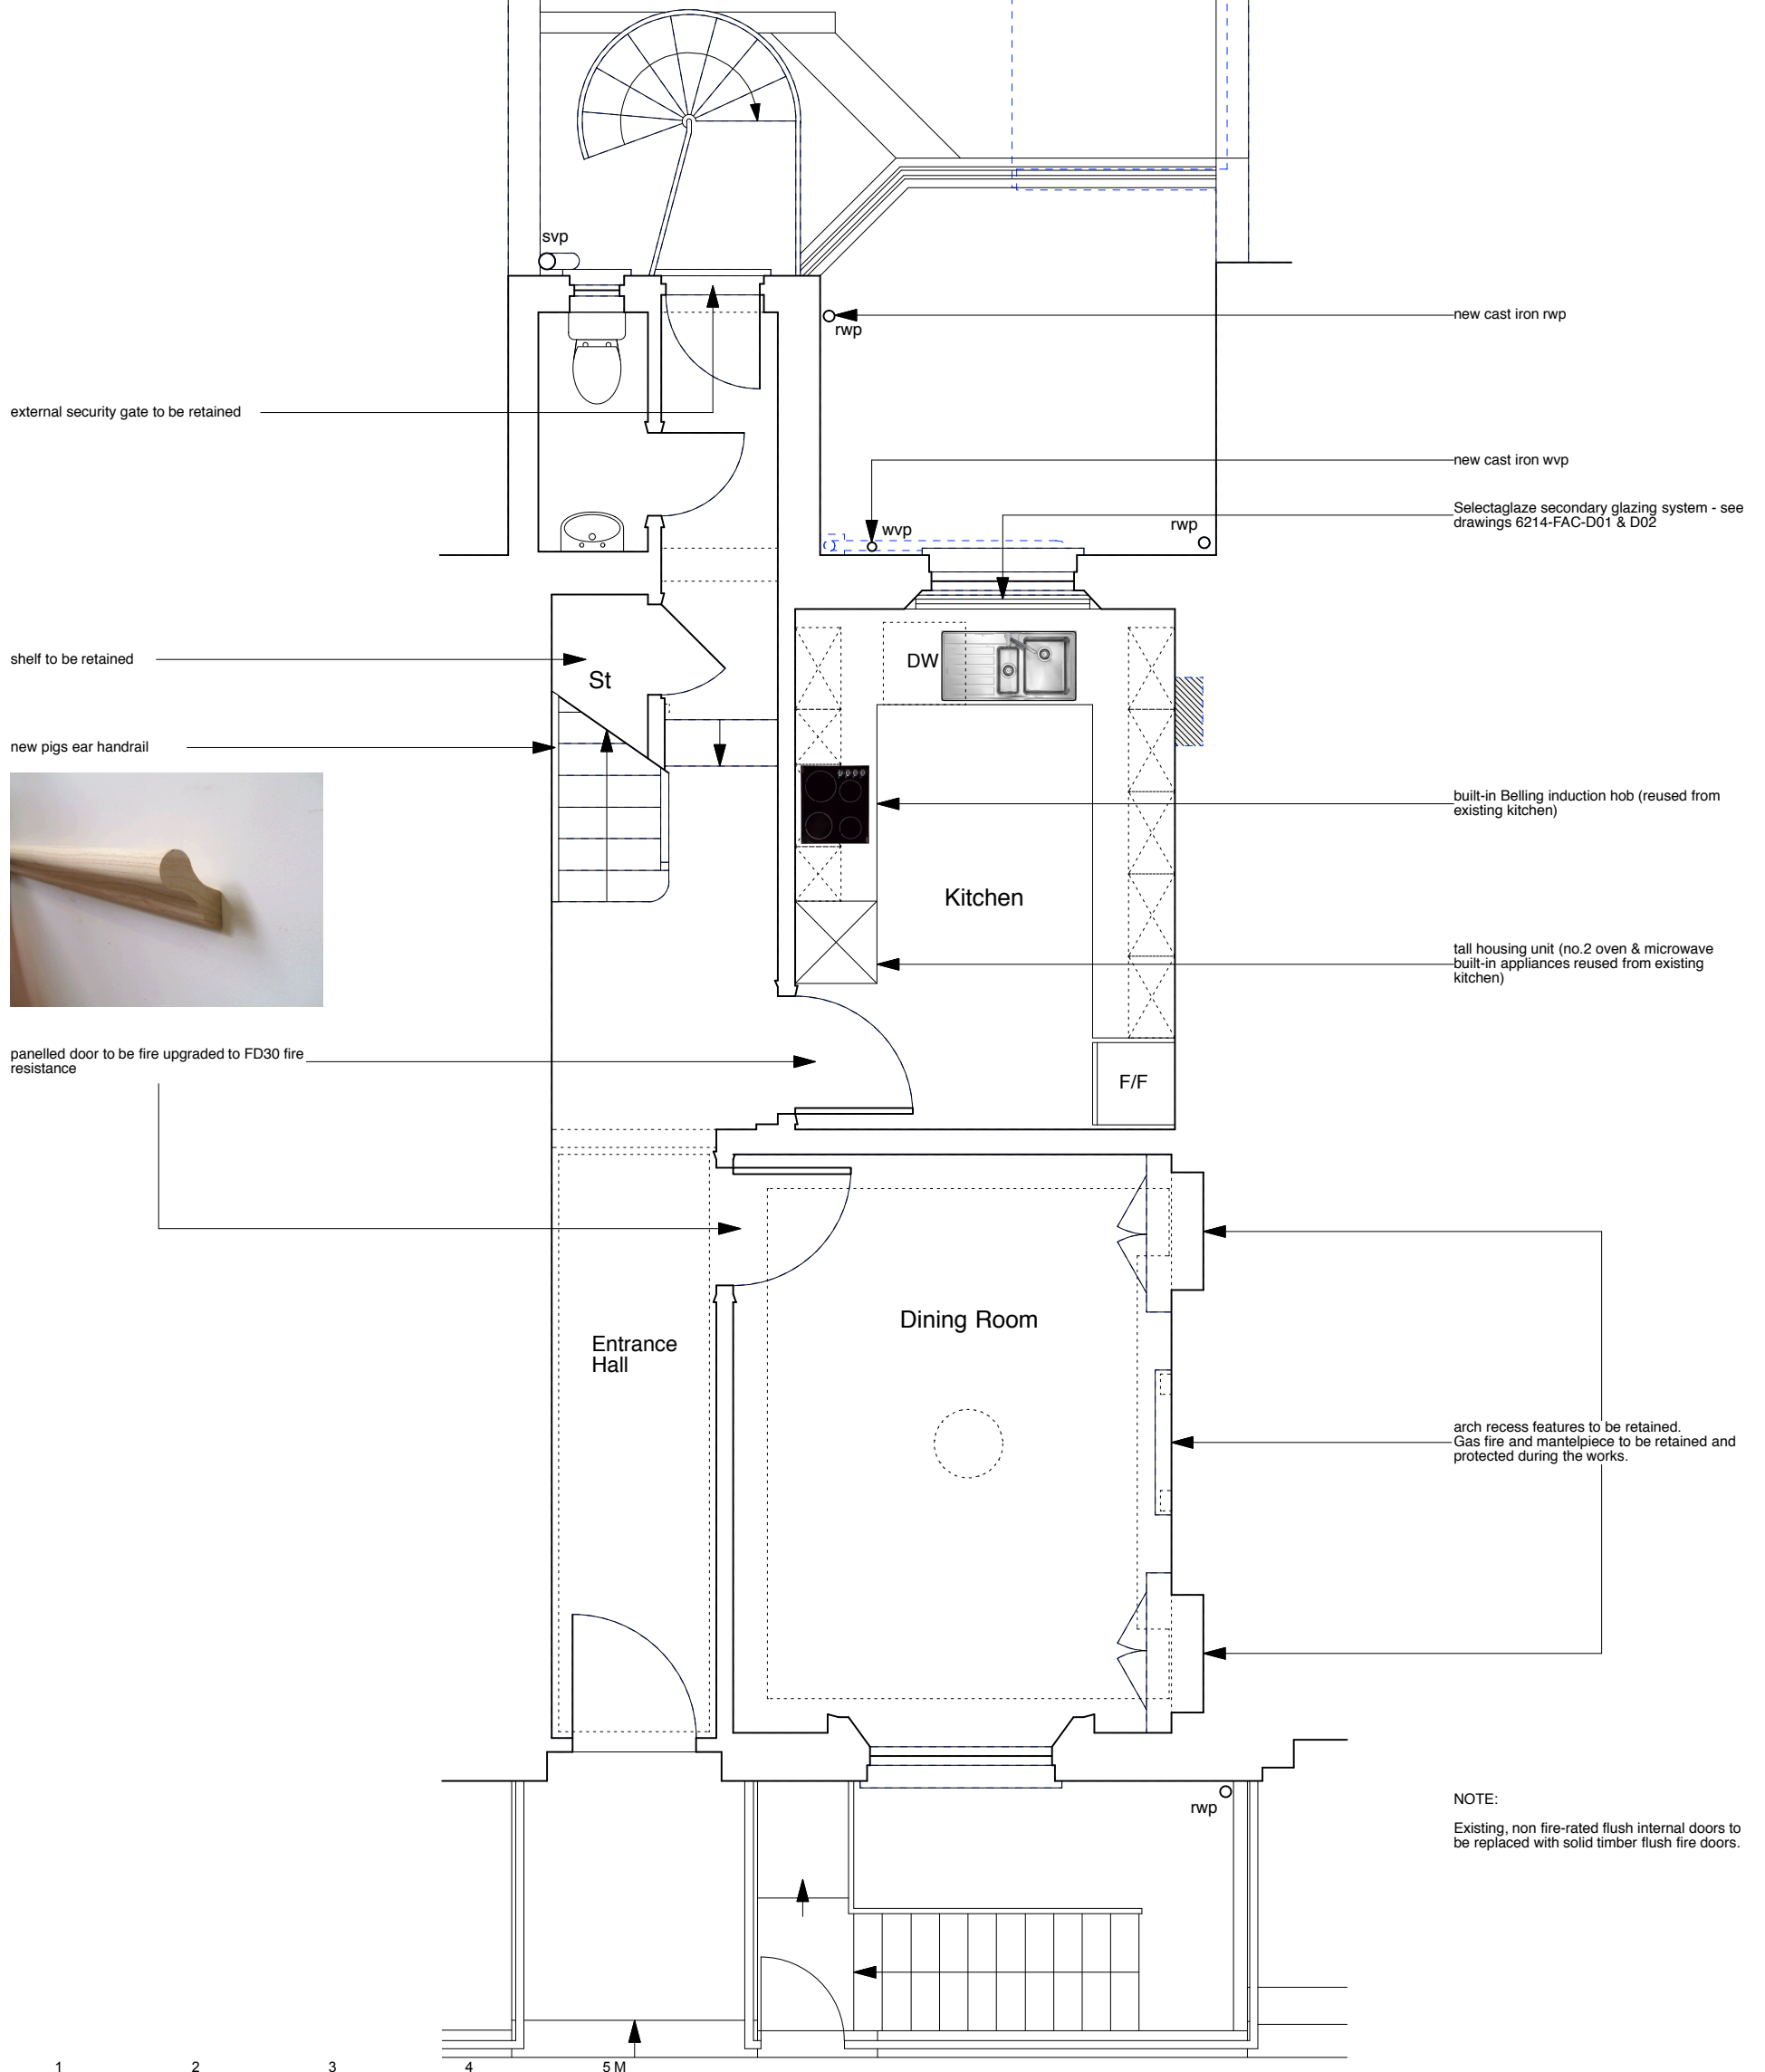 svp
rwp
new cast iron rwp
external security gate to be retained
new cast iron wvp
Selectaglaze secondary glazing system - see
drawings 6214-FAC-D01 & D02
wvp
rwp
shelf to be retained
St
DW
new pigs ear handrail
built-in Belling induction hob (reused from
existing kitchen)
Kitchen
tall housing unit (no.2 oven & microwave
built-in appliances reused from existing
kitchen)
panelled door to be fire upgraded to FD30 fire
resistance
F/F
Dining Room
Entrance
Hall
arch recess features to be retained.
Gas fire and mantelpiece to be retained and
protected during the works.
rwp
NOTE:
Existing, non fire-rated flush internal doors to
be replaced with solid timber flush fire doors.
1 2 3 4 5 M